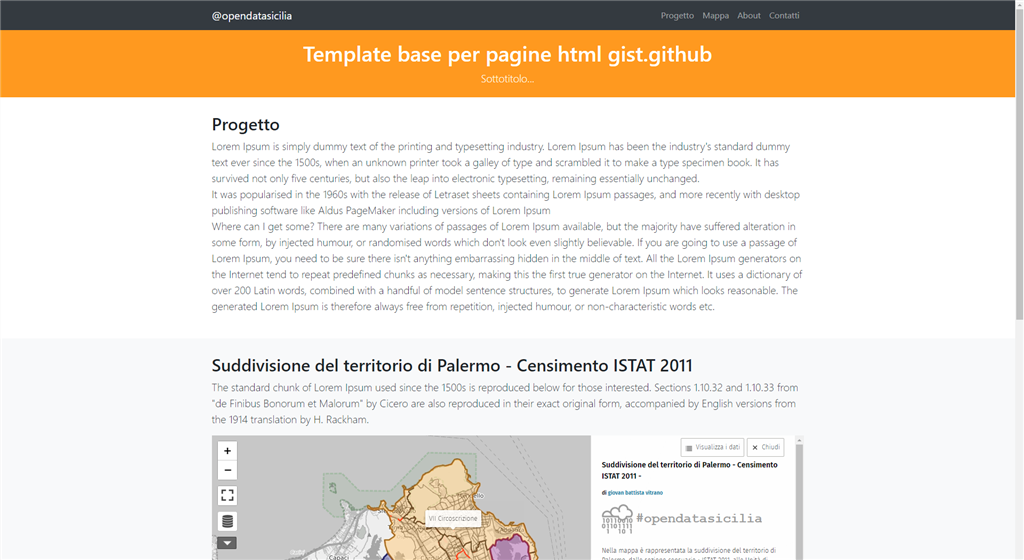 @opendatasicilia
Projetto Mappa About Contatti
Template base per pagine html gist.github
Sottotitolo...
Progetto
Lorem Ipsum is simply dummy text of the printing and typesetting industry. Lorem Ipsum has been the industry's standard dummy
text ever since the 1500s, when an unknown printer took a galley of type and scrambled it to make a type specimen book. It has
survived not only five centuries, but also the leap into electronic typesetting, remaining essentially unchanged.
It was popularised in the 1960s with the release of Letraset sheets containing Lorem Ipsum passages, and more recently with desktop
publishing software like Aldus PageMaker including versions of Lorem Ipsum
Where can I get some? There are many variations of passages of Lorem Ipsum available, but the majority have suffered alteration in
some form, by injected humour, or randomised words which don't look even slightly believable. If you are going to use a passage of
Lorem Ipsum, you need to be sure there isn't anything embarrassing hidden in the middle of text. All the Lorem Ipsum generators on
the Internet tend to repeat predefined chunks as necessary, making this the first true generator on the Internet. It uses a dictionary of
over 200 Latin words, combined with a handful of model sentence structures, to generate Lorem Ipsum which looks reasonable. The
generated Lorem Ipsum is therefore always free from repetition, injected humour, or non-characteristic words etc.
Suddivisione del territorio di Palermo - Censimento ISTAT 2011
The standard chunk of Lorem Ipsum used since the 1500s is reproduced below for those interested. Sections 1.10.32 and 1.10.33 from
"de Finibus Bonorum et Malorum" by Cicero are also reproduced in their exact original form, accompanied by English versions from
the 1914 translation by H. Rackham.
+
−
VII Circoscrizione
Capaci
Visualizza i dati
Chiudi
Suddivisione del territorio di Palermo - Censimento
ISTAT 2011 -
di giovan battista vitrano
#opendatasicilia
Nella mappa è rappresentata la suddivisione del territorio di